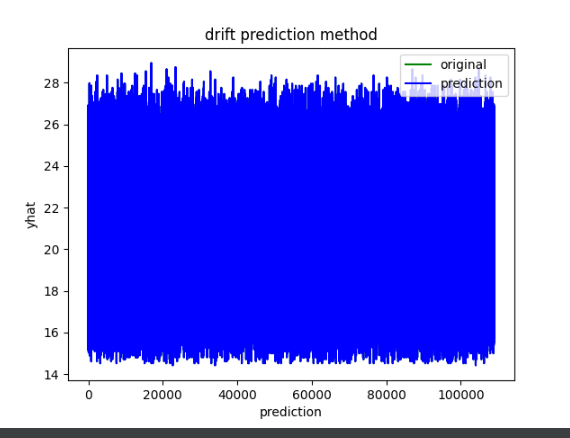 drift prediction method
original
prediction
28
26
24
22
20
18
16
14
yhat
0 20000 40000 60000 80000 100000
prediction